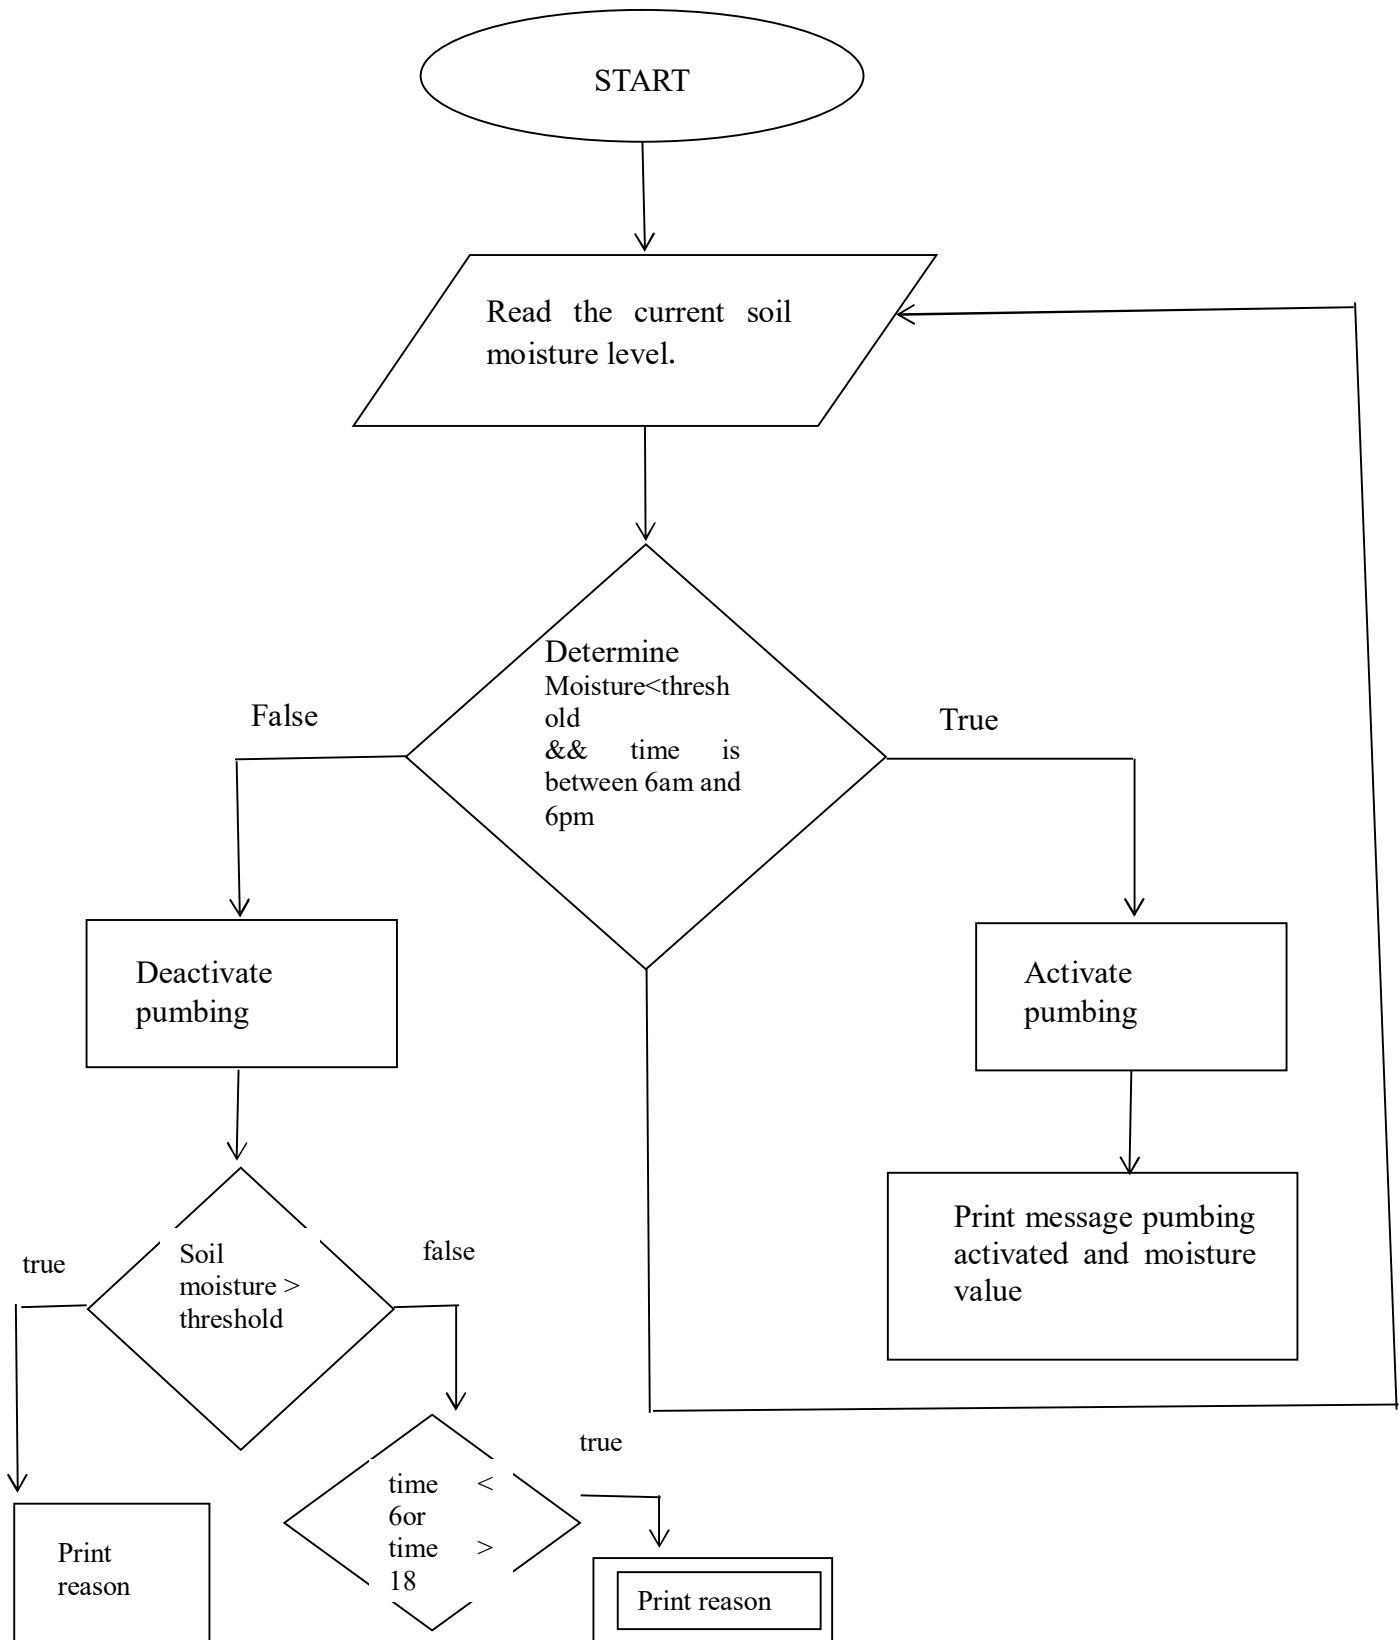 START
Read the current soil
moisture level.
Determine
Moisture<thresh
old
&& time is
between 6am and
6pm
False
True
Deactivate
pumbing
Activate
pumbing
Print message pumbing
activated and moisture
value
Soil
moisture >
threshold
true
false
time <
6or
time >
18
true
Print
reason
Print reason